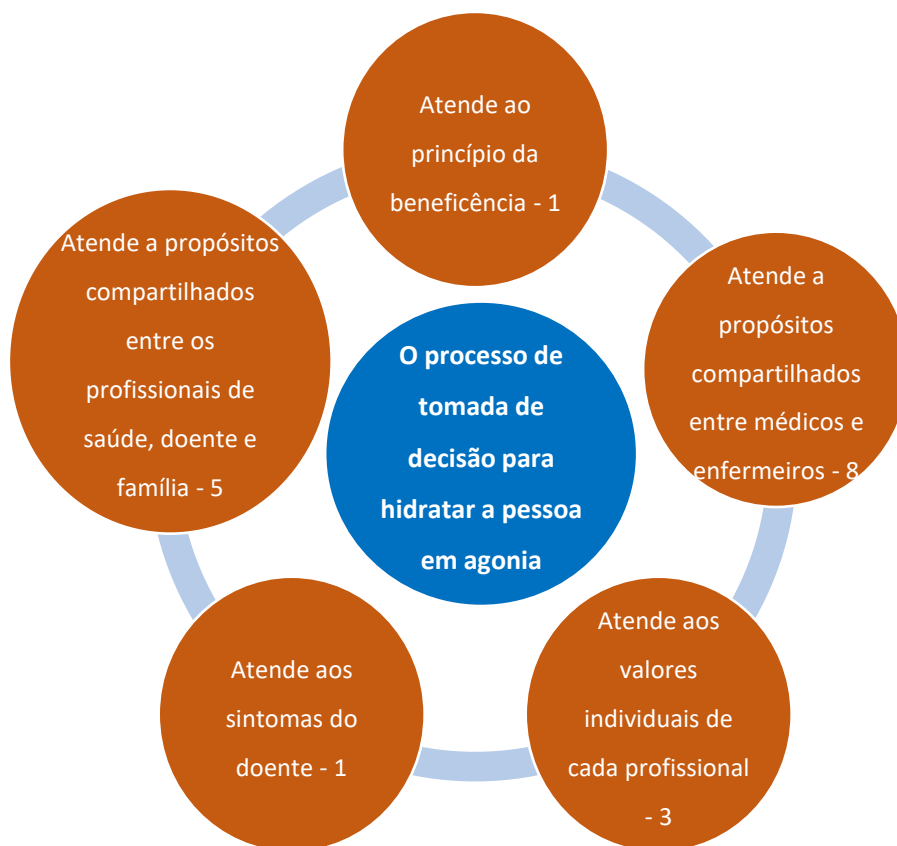 Atende ao
princípio da
beneficência - 1
Atende a
propósitos
compartilhados
entre médicos e
enfermeiros - 8
Atende aos
valores
individuais de
cada profissional
- 3
Atende aos
sintomas do
doente - 1
Atende a propósitos
compartilhados
entre os
profissionais de
saúde, doente e
família - 5
O processo de
tomada de
decisão para
hidratar a pessoa
em agonia